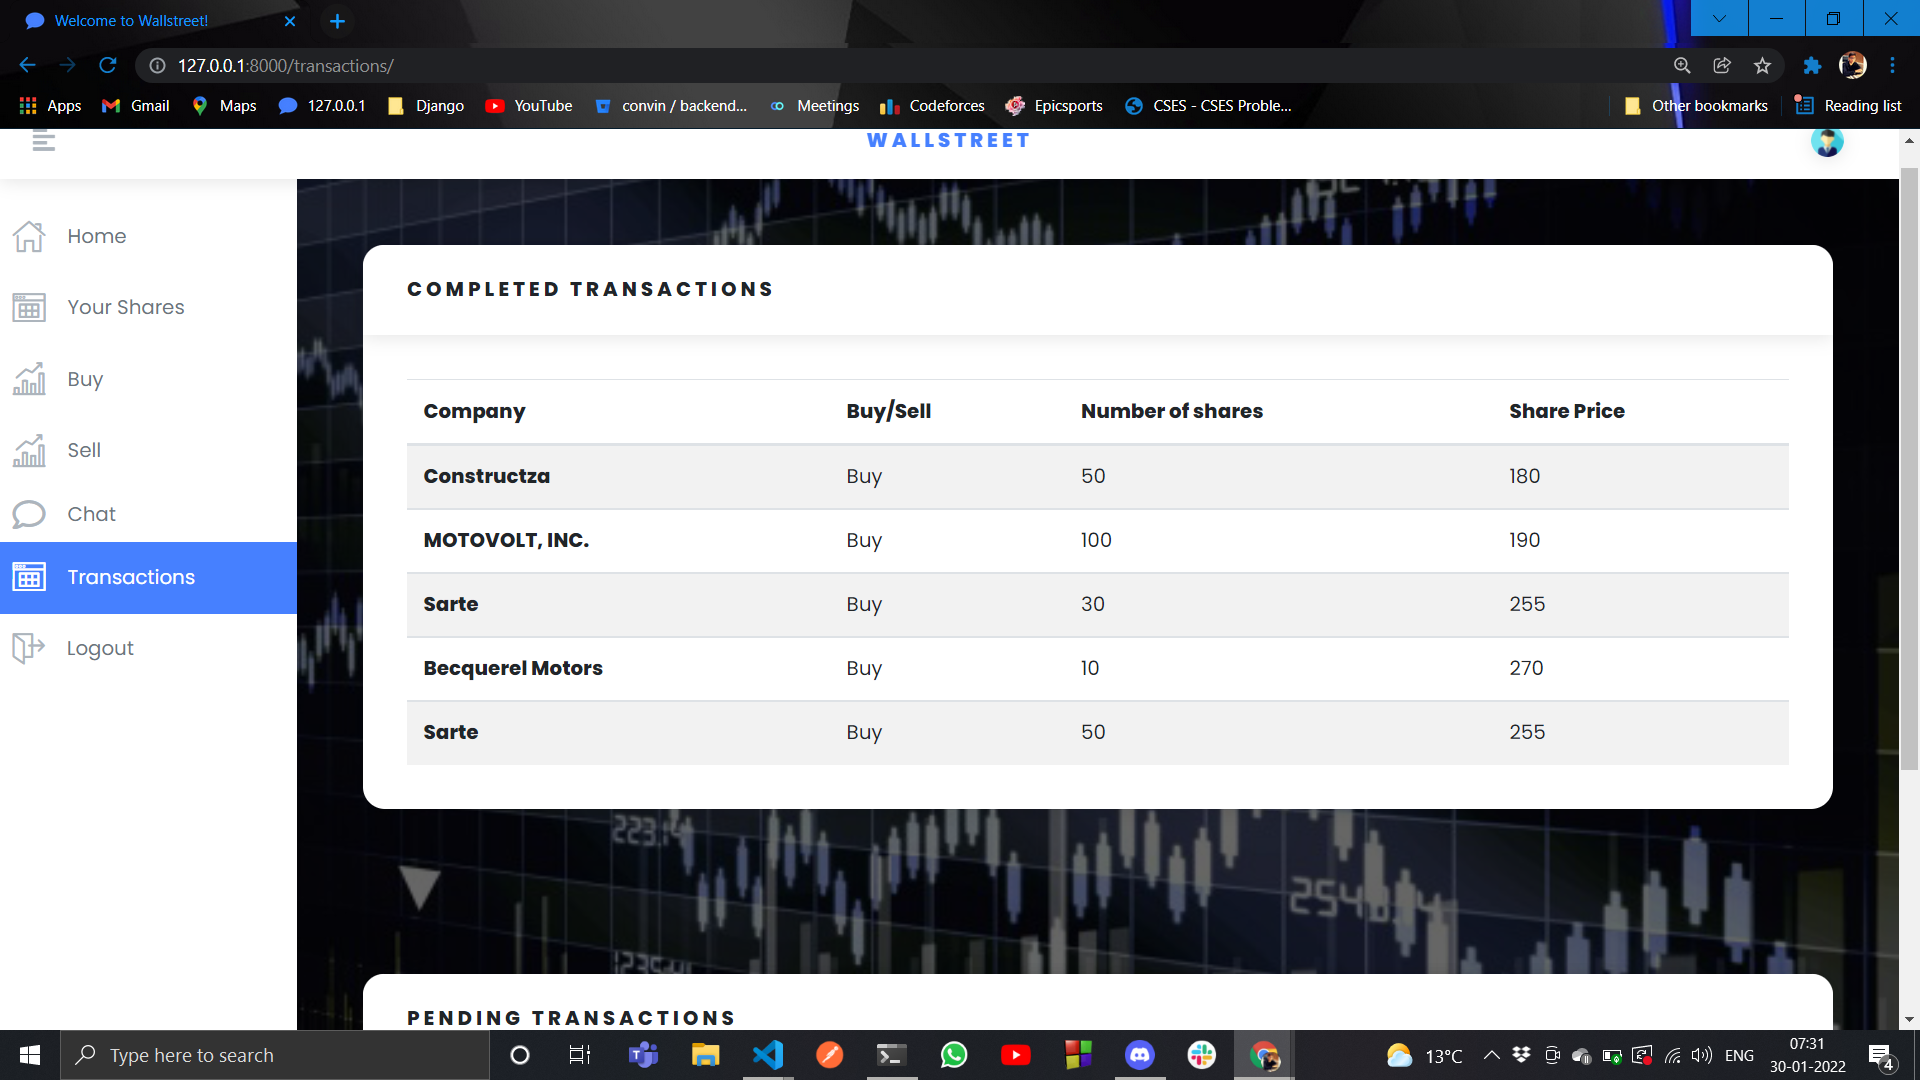 Welcome to Wallstreet!
127.0.0.1:8000/transactions/
Apps Gmail Maps 127.0.0.1 Django YouTube convin / backend... Meetings Codeforces Epicsports CSES - CSES Proble... Other bookmarks Reading list
WALLSTREET
Home
Your Shares
Buy
Sell
Chat
Transactions
Logout
COMPLETED TRANSACTIONS
Company Buy/Sell Number of shares Share Price
Constructza Buy 50 180
MOTOVOLT, INC. Buy 100 190
Sarte Buy 30 255
Becquerel Motors Buy 10 270
Sarte Buy 50 255
223.14
PENDING TRANSACTIONS
Type here to search
13°C
ENG
07:31
30-01-2022
4